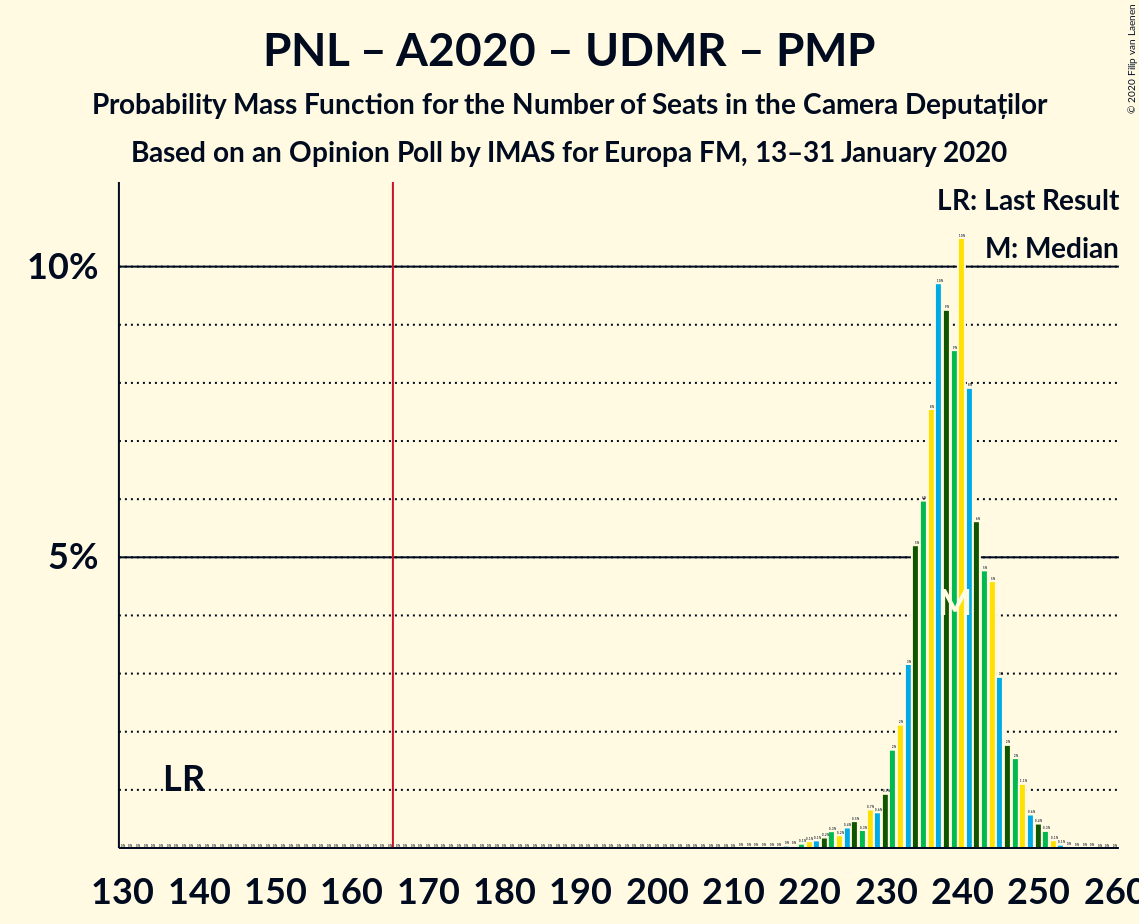 PNL – A2020 – UDMR – PMP
Probability Mass Function for the Number of Seats in the Camera Deputaților
Based on an Opinion Poll by IMAS for Europa FM, 13–31 January 2020
© 2020 Filip van Laenen
LR: Last Result
M: Median
10%
5%
M
LR
130 140 150 160 170 180 190 200 210 220 230 240 250 260